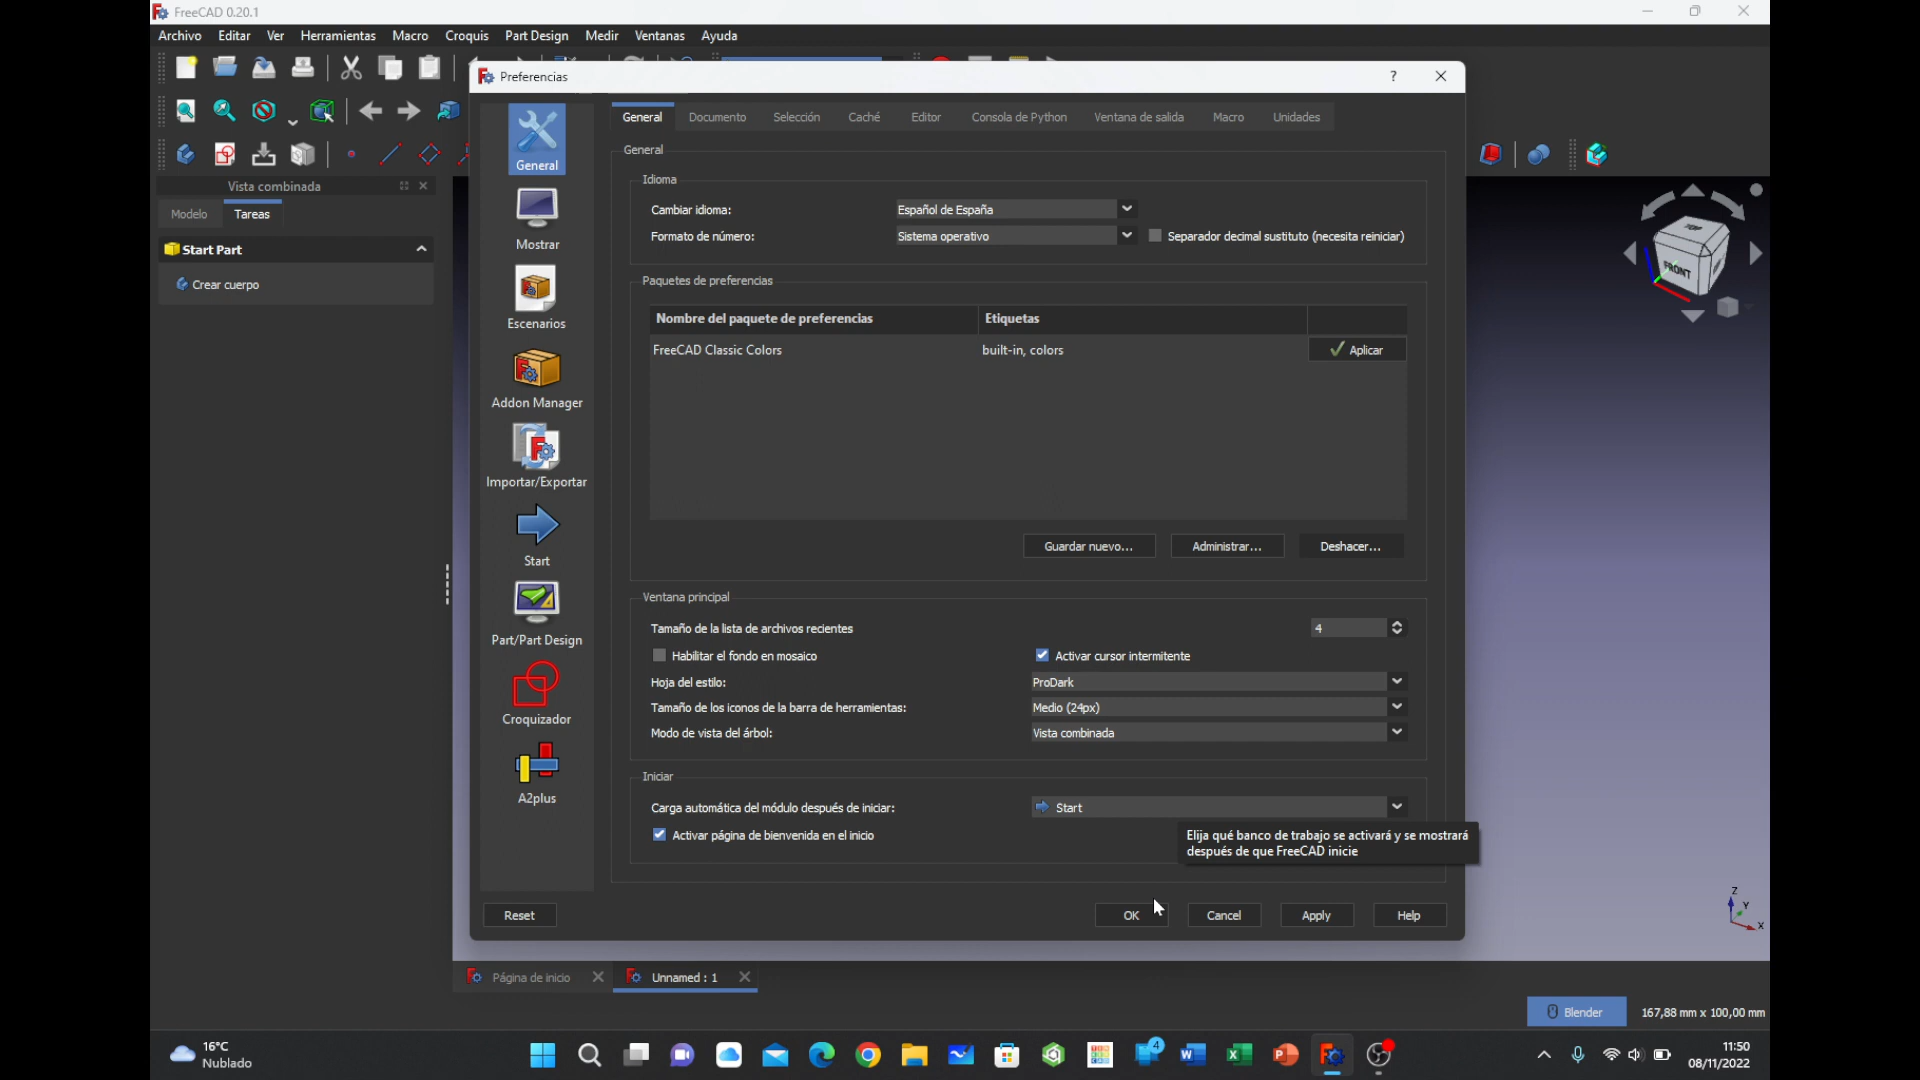 FreeCAD 0.20.1
Archivo Editar Ver Herramientas Macro Croquis Part Design Medir Ventanas Ayuda
Preferencias
General Documento Selección Caché Editor Consola de Python Ventana de salida Macro Unidades
General
Mostrar
Escenarios
Addon Manager
Importar/Exportar
Start
Part/Part Design
Croquizador
A2plus
Vista combinada
Modelo Tareas
Start Part
Crear cuerpo
General
Idioma
Cambiar idioma: Español de España
Formato de número: Sistema operativo Separador decimal sustituto (necesita reiniciar)
Paquetes de preferencias
Nombre del paquete de preferencias Etiquetas
FreeCAD Classic Colors built-in, colors Aplicar
Guardar nuevo... Administrar... Deshacer...
Ventana principal
Tamaño de la lista de archivos recientes 4
Habilitar el fondo en mosaico Activar cursor intermitente
Hoja del estilo: ProDark
Tamaño de los iconos de la barra de herramientas: Medio (24px)
Modo de vista del árbol: Vista combinada
Iniciar
Carga automática del módulo después de iniciar: Start
Activar página de bienvenida en el inicio
Elija qué banco de trabajo se activará y se mostrará
después de que FreeCAD inicie
Reset OK Cancel Apply Help
TOP
FRONT
Z
Y
X
Página de inicio Unnamed : 1
Blender 167,88 mm x 100,00 mm
16°C
Nublado
4
11:50
08/11/2022